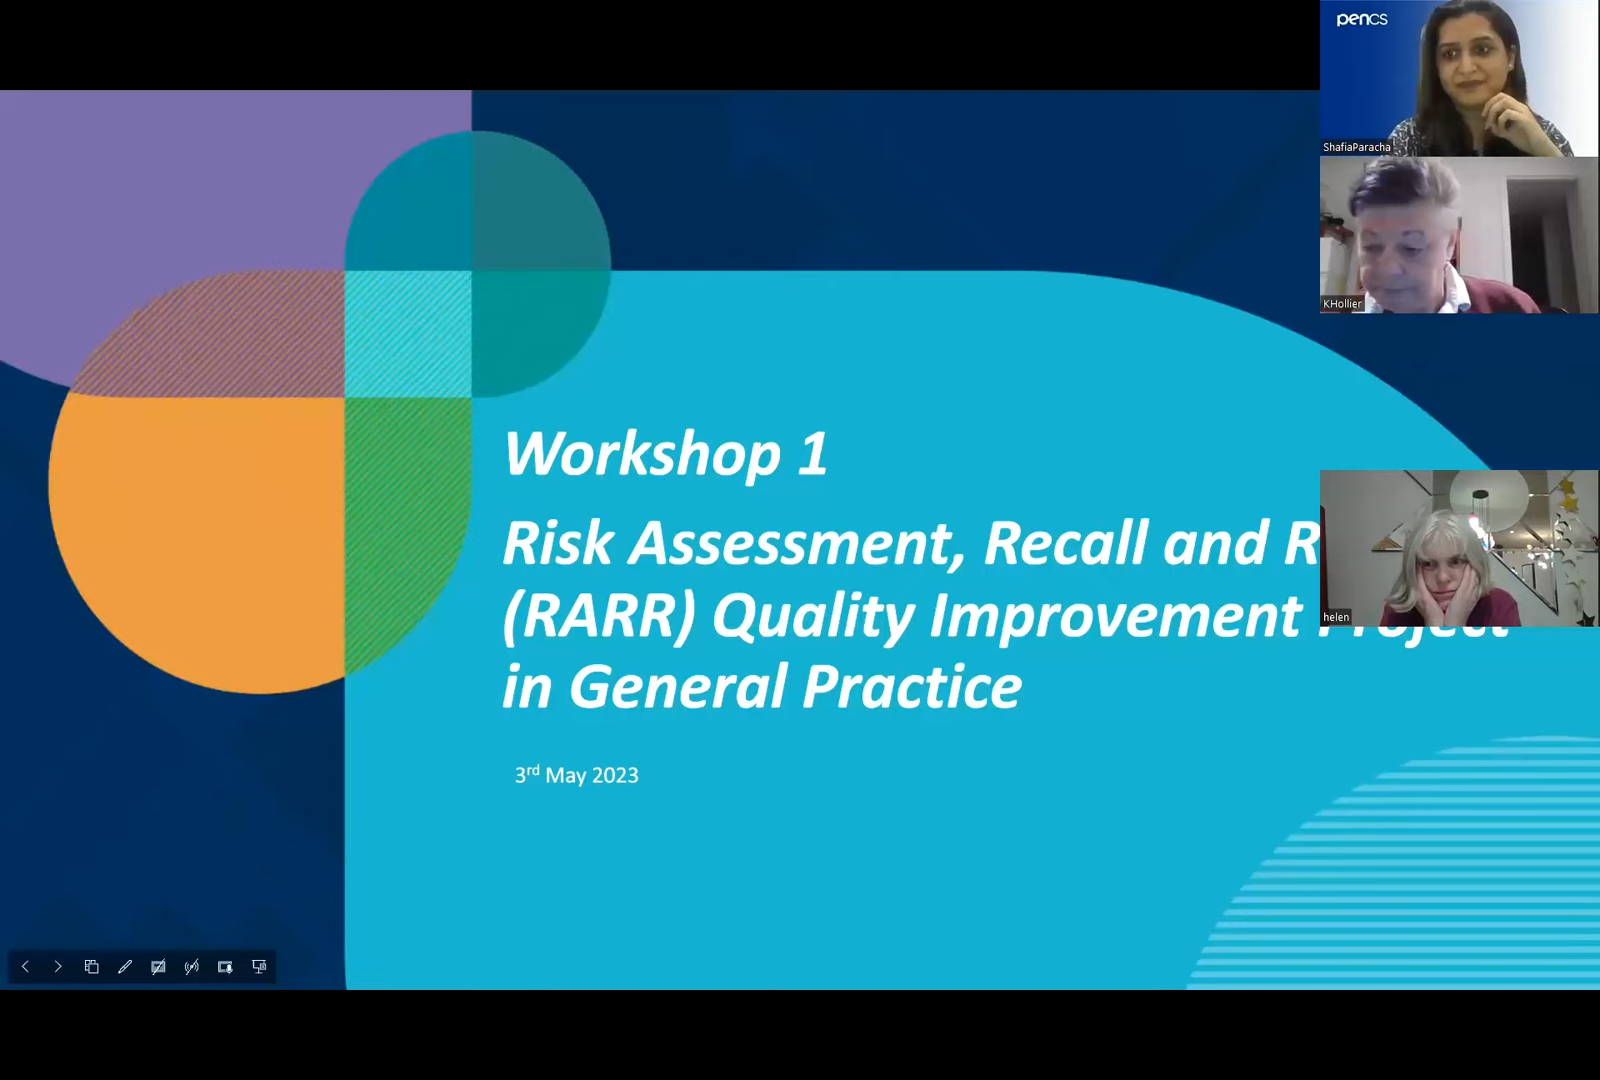 pencs
ShafiaParacha
KHollier
Workshop 1
Risk Assessment, Recall and R
(RARR) Quality Improvement Project
in General Practice
helen
3rd May 2023